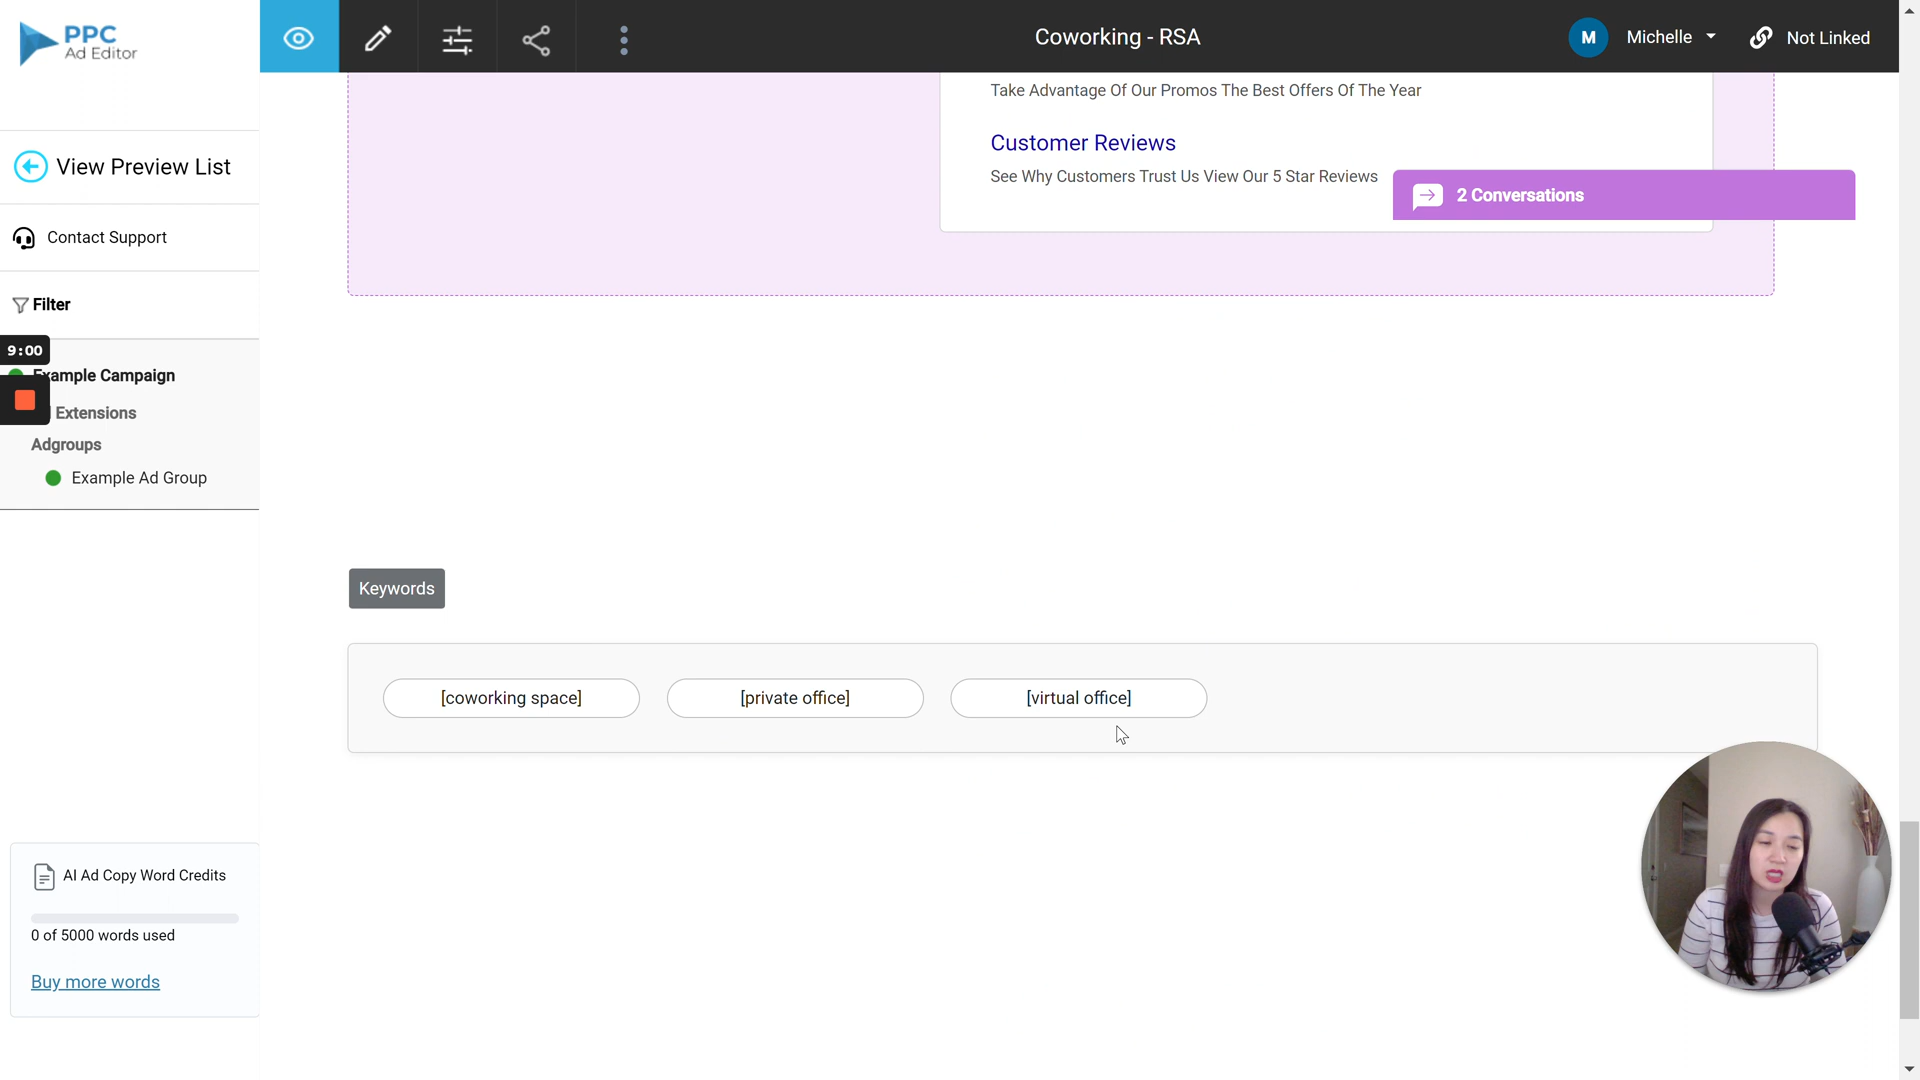 PPC
Ad Editor
Coworking - RSA
M
Michelle
Not Linked
View Preview List
Contact Support
Filter
9:00
Example Campaign
Extensions
Adgroups
Example Ad Group
AI Ad Copy Word Credits
0 of 5000 words used
Buy more words
Take Advantage Of Our Promos The Best Offers Of The Year
Customer Reviews
See Why Customers Trust Us View Our 5 Star Reviews
2 Conversations
Keywords
[coworking space]
[private office]
[virtual office]